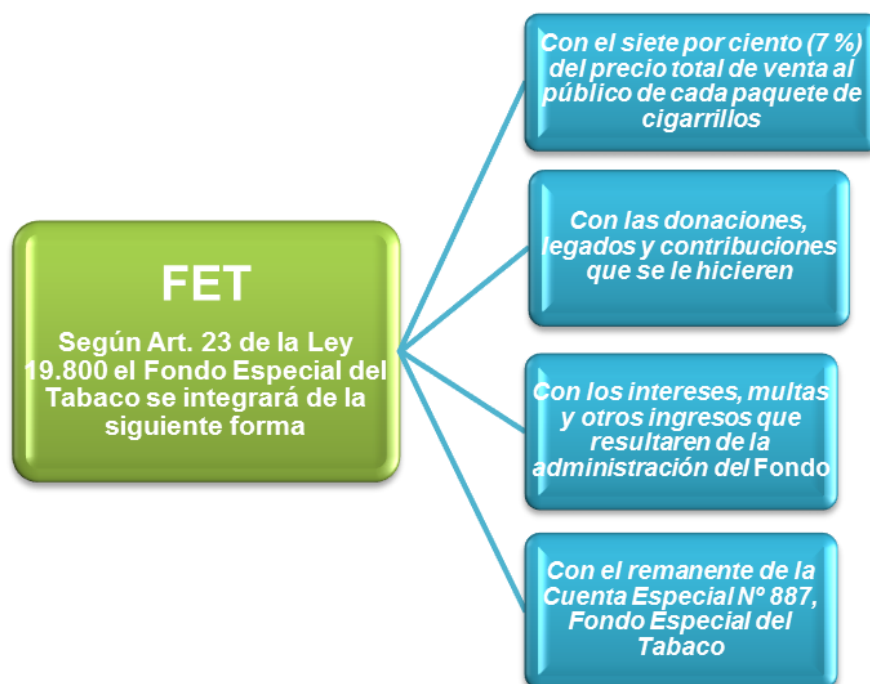 FET
Según Art. 23 de la Ley
19.800 el Fondo Especial del
Tabaco se integrará de la
siguiente forma
Con el siete por ciento (7 %)
del precio total de venta al
público de cada paquete de
cigarrillos
Con las donaciones,
legados y contribuciones
que se le hicieren
Con los intereses, multas
y otros ingresos que
resultaren de la
administración del Fondo
Con el remanente de la
Cuenta Especial Nº 887,
Fondo Especial del
Tabaco